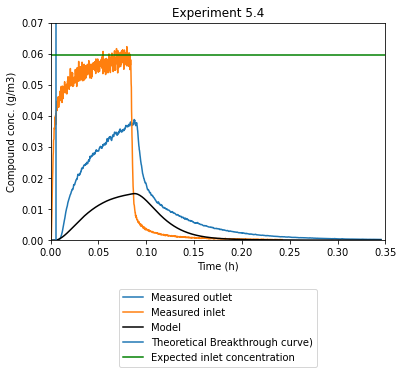 Experiment 5.4
Compound conc. (g/m3)
0.07
0.06
0.05
0.04
0.03
0.02
0.01
0.00
0.00 0.05 0.10 0.15 0.20 0.25 0.30 0.35
Time (h)
Measured outlet
Measured inlet
Model
Theoretical Breakthrough curve)
Expected inlet concentration